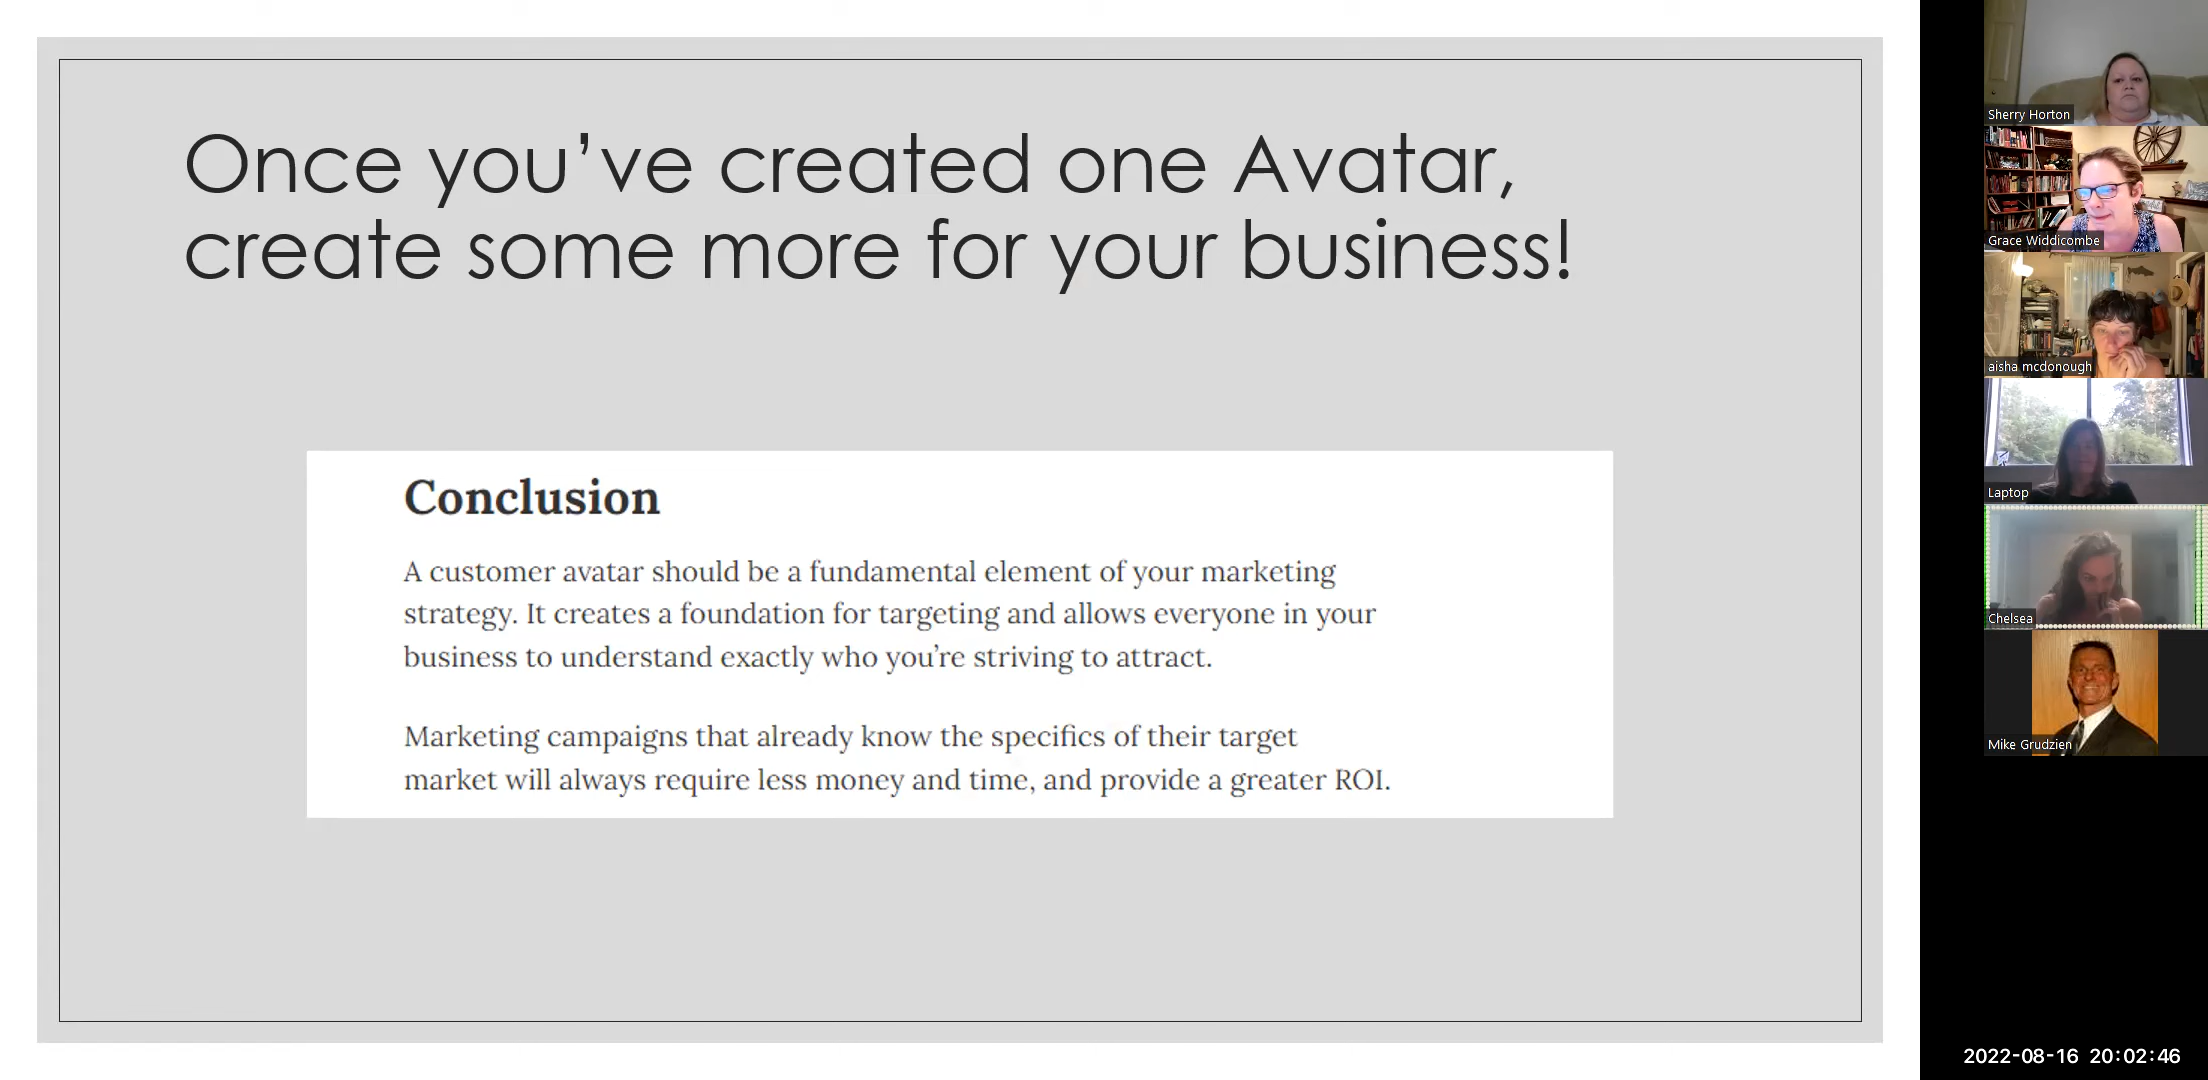 Once you’ve created one Avatar,
create some more for your business!
Conclusion
A customer avatar should be a fundamental element of your marketing
strategy. It creates a foundation for targeting and allows everyone in your
business to understand exactly who you’re striving to attract.
Marketing campaigns that already know the specifics of their target
market will always require less money and time, and provide a greater ROI.
Sherry Horton
Grace Widdicombe
aisha mcdonough
Laptop
Chelsea
Mike Grudzien
2022-08-16 20:02:46